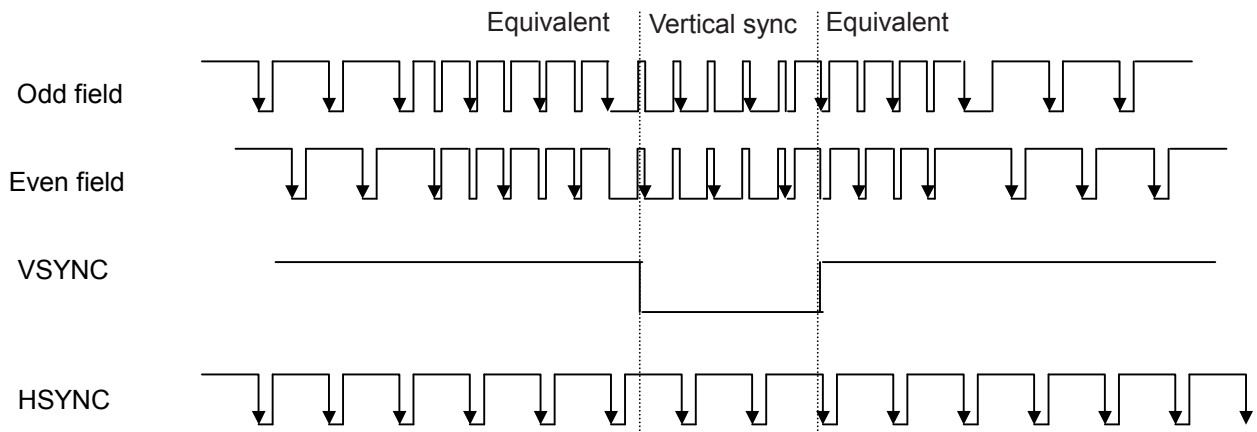 Equivalent Vertical sync Equivalent
Odd field
Even field
VSYNC
HSYNC